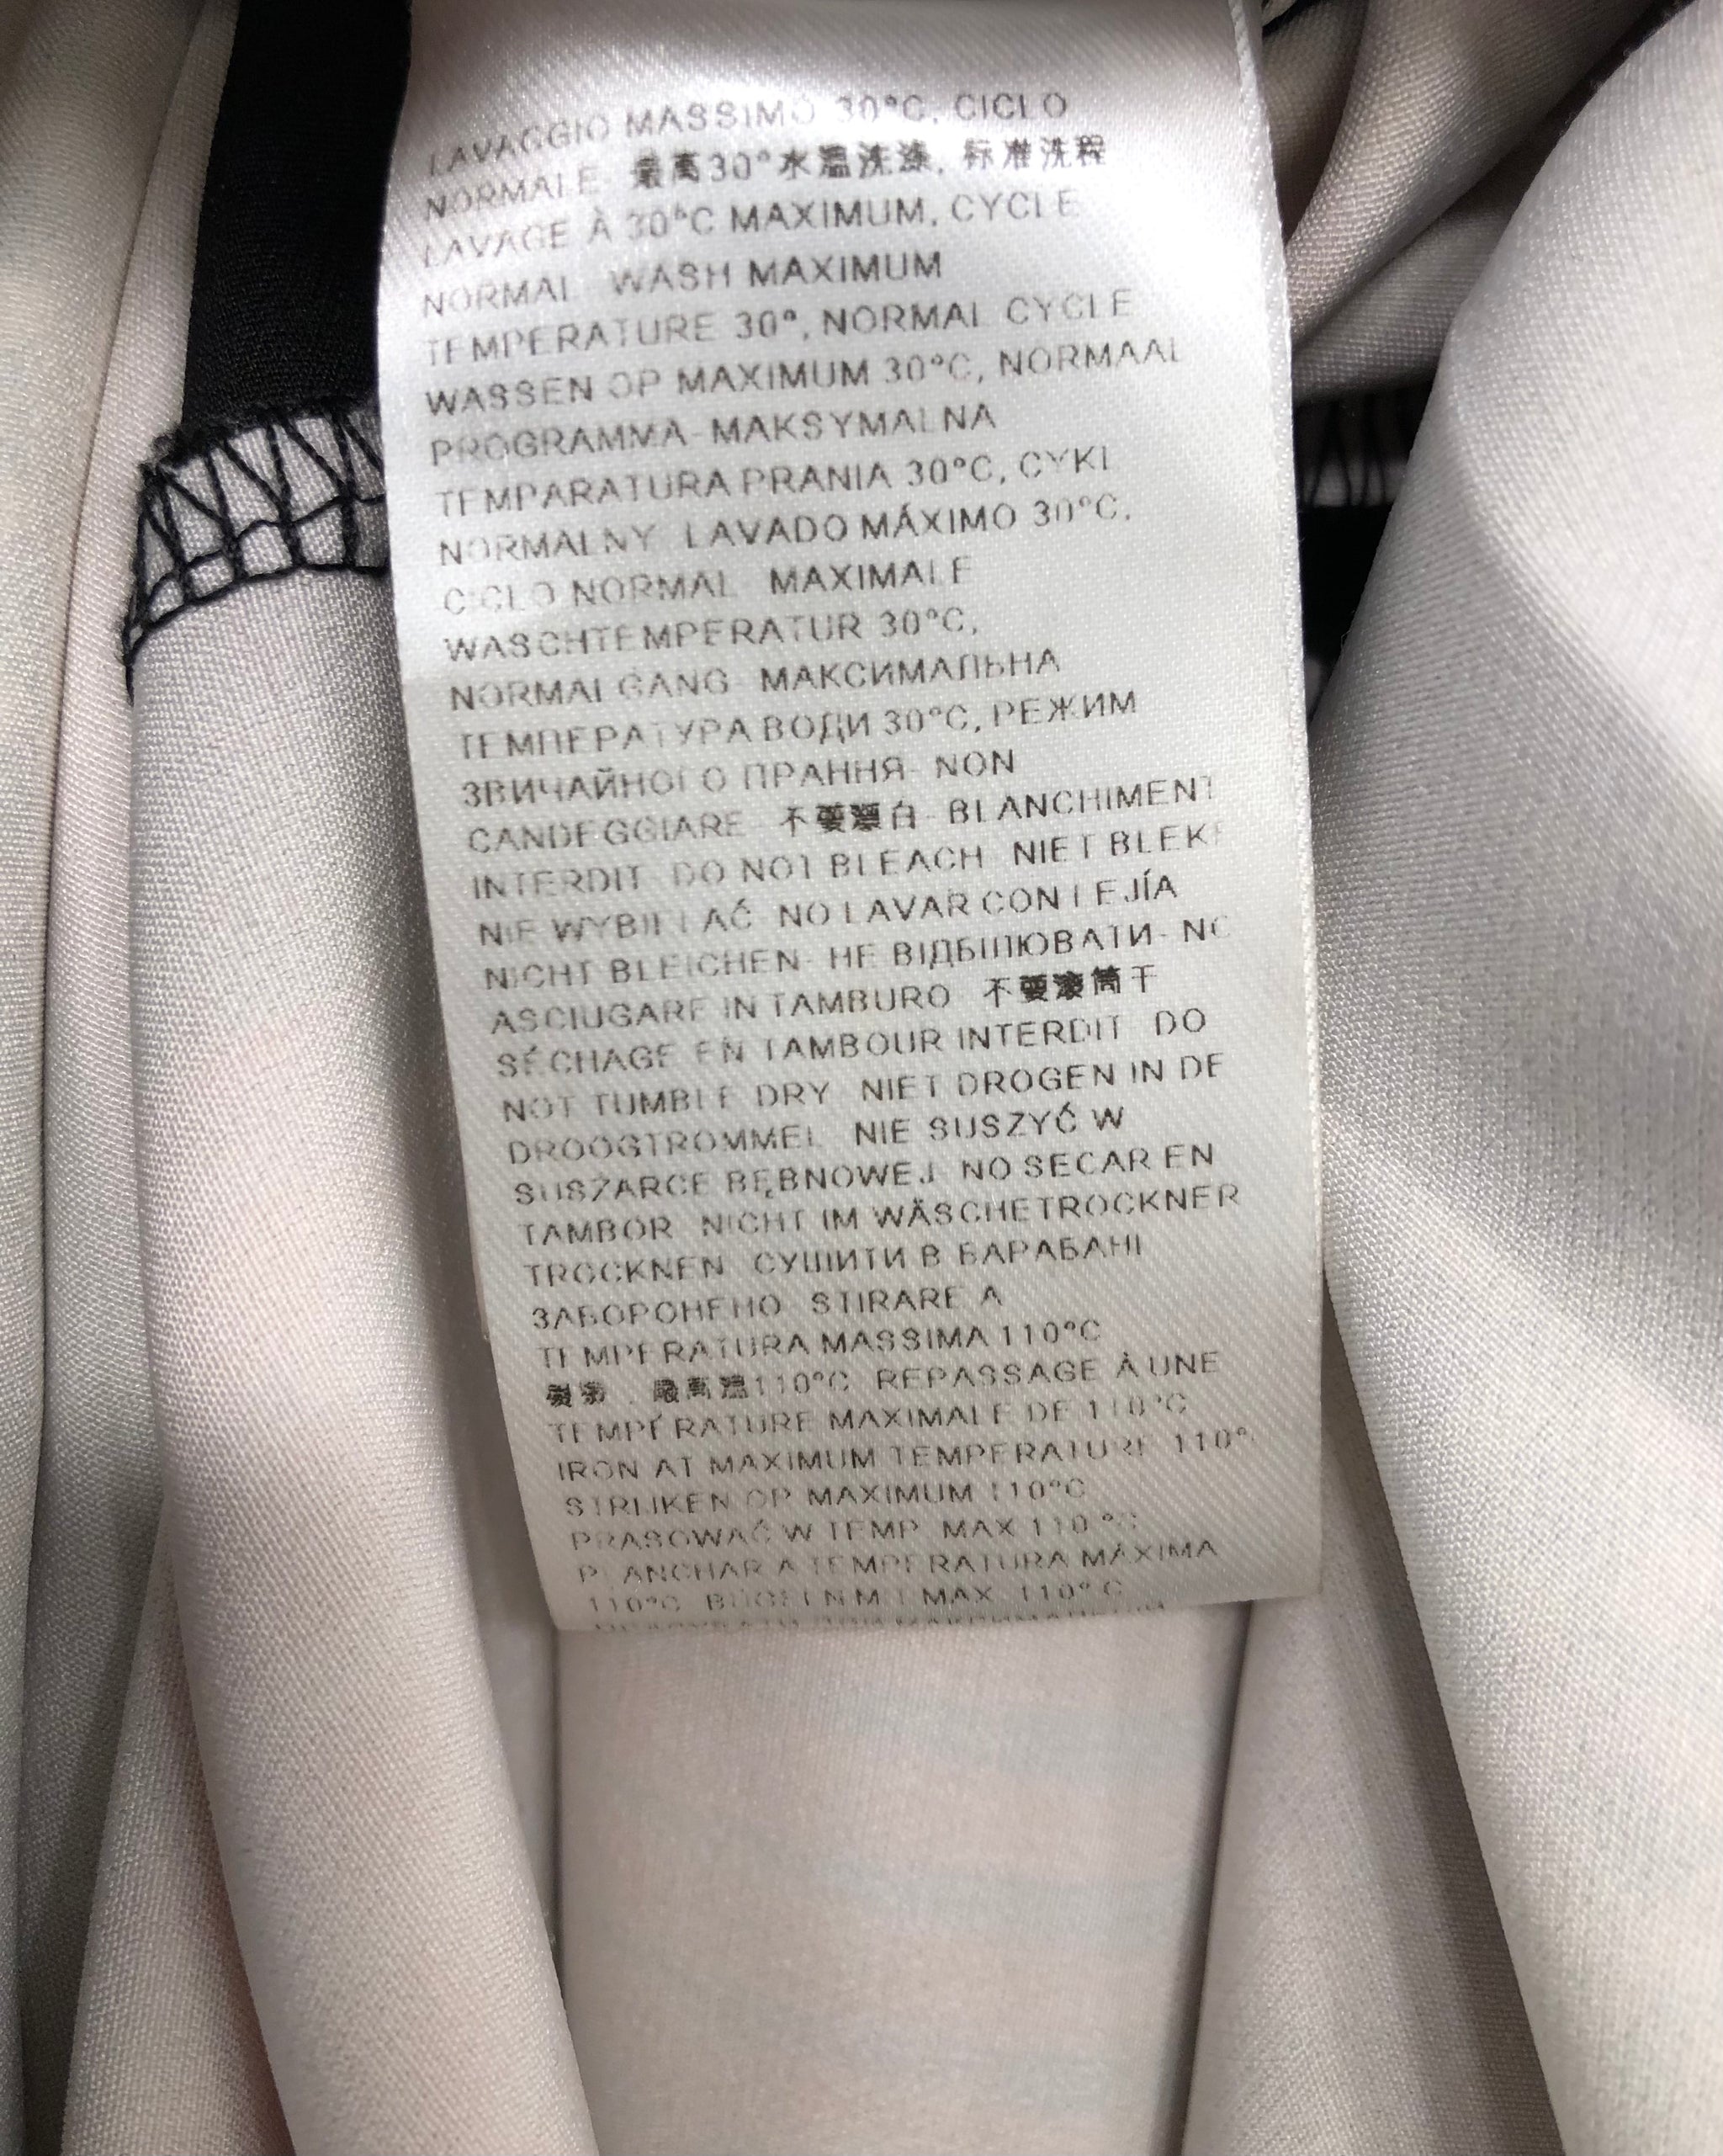 LAVAGGIO MASSIMO 30°C, CICLO
NORMALE- 最高30°水温洗涤, 标准洗程
LAVAGE À 30°C MAXIMUM, CYCLE
NORMAL- WASH MAXIMUM
TEMPERATURE 30°, NORMAL CYCLE
WASSEN OP MAXIMUM 30°C, NORMAAL
PROGRAMMA- MAKSYMALNA
TEMPARATURA PRANIA 30°C, CYKL
NORMALNY- LAVADO MÁXIMO 30°C,
CICLO NORMAL- MAXIMALE
WASCHTEMPERATUR 30°C,
NORMALGANG- МАКСИМАЛЬНА
ТЕМПЕРАТУРА ВОДИ 30°C, РЕЖИМ
ЗВИЧАЙНОГО ПРАННЯ- NON
CANDEGGIARE- 不要漂白- BLANCHIMENT
INTERDIT- DO NOT BLEACH- NIET BLEKE
NIE WYBIELAĆ- NO LAVAR CON LEJÍA
NICHT BLEICHEN- НЕ ВІДБІЛЮВАТИ- NO
ASCIUGARE IN TAMBURO- 不要滚筒干
SÉCHAGE EN TAMBOUR INTERDIT- DO
NOT TUMBLE DRY- NIET DROGEN IN DE
DROOGTROMMEL- NIE SUSZYĆ W
SUSZARCE BĘBNOWEJ- NO SECAR EN
TAMBOR- NICHT IM WÄSCHETROCKNER
TROCKNEN- СУШИТИ В БАРАБАНІ
ЗАБОРОНЕНО- STIRARE A
TEMPERATURA MASSIMA 110°C
最高温110°C- REPASSAGE À UNE
TEMPÉRATURE MAXIMALE DE 110°C
IRON AT MAXIMUM TEMPERATURE 110°
STRIJKEN OP MAXIMUM 110°C
PRASOWAĆ W TEMP. MAX 110 °C
PLANCHAR A TEMPERATURA MÁXIMA
110°C- BÜGELN MIT MAX. 110° C